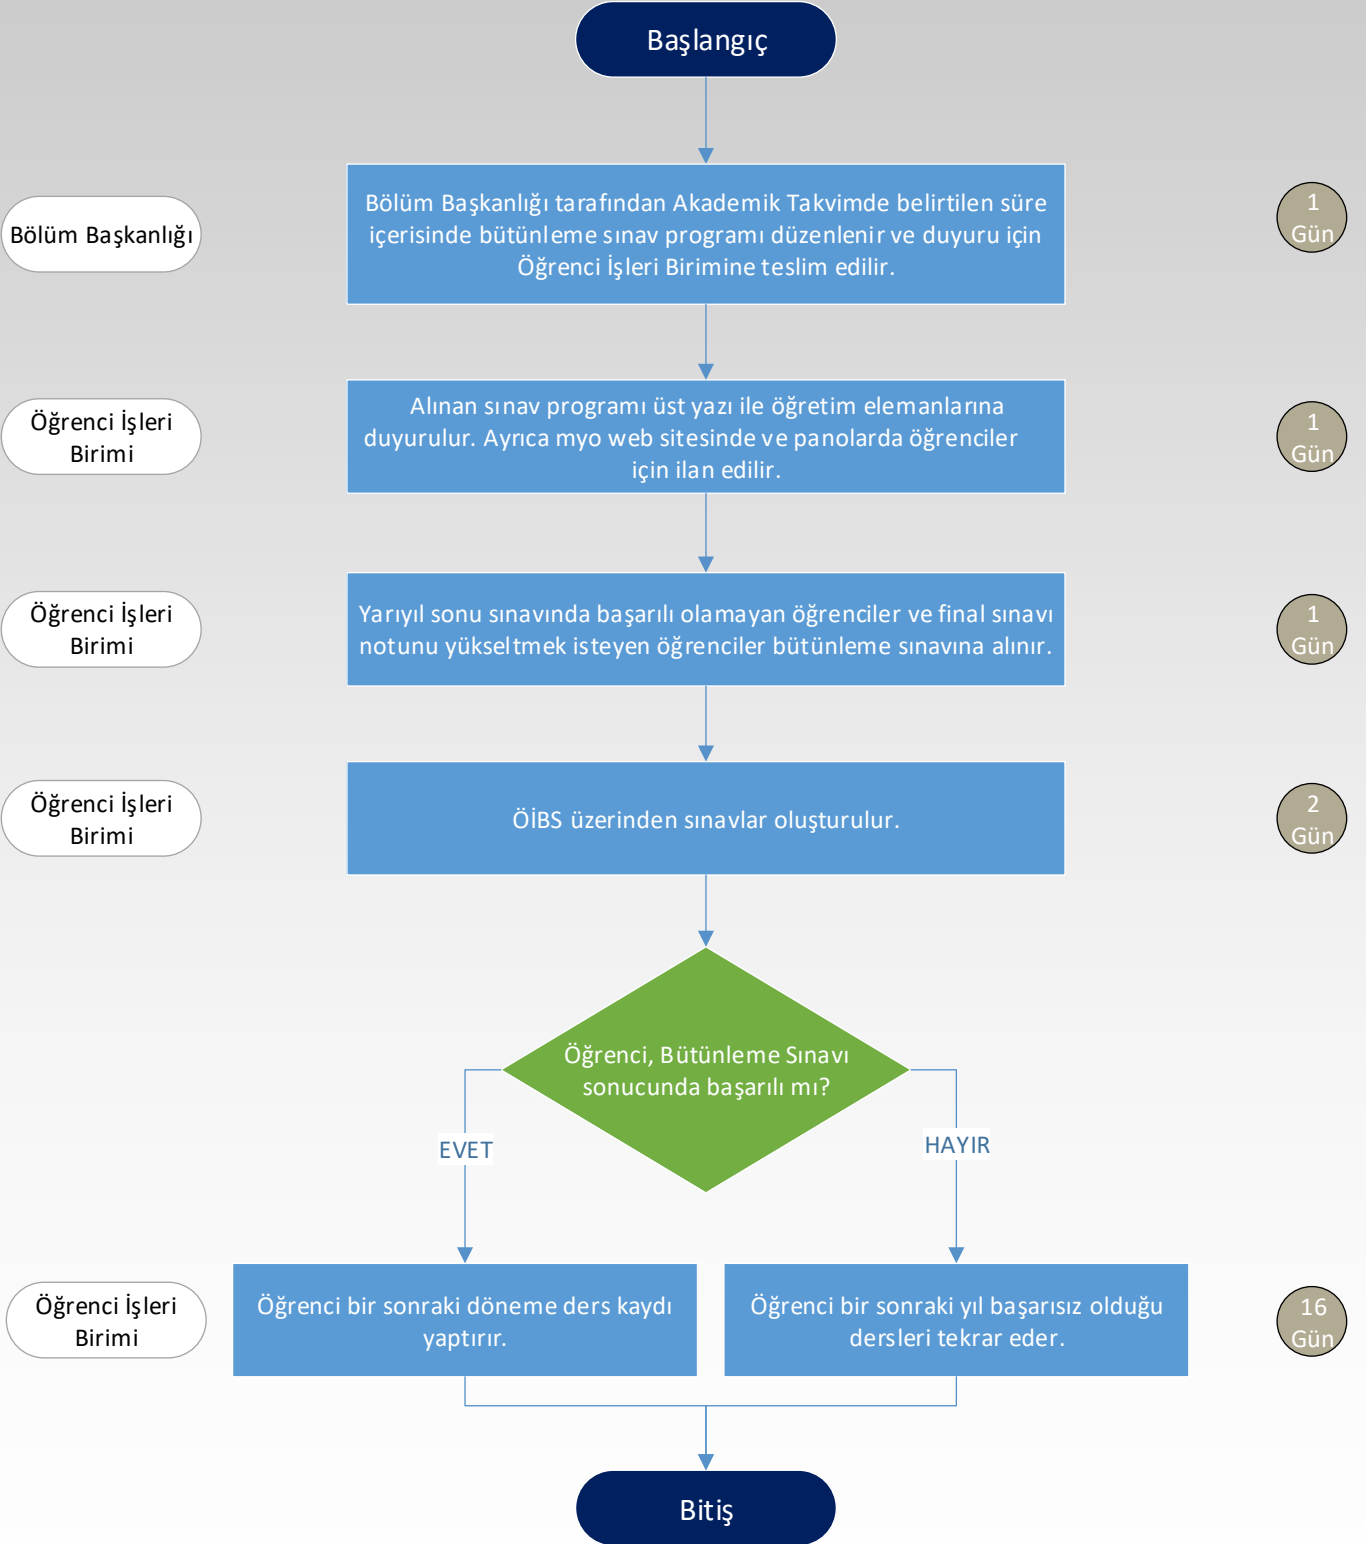 Başlangıç
Bölüm Başkanlığı
Bölüm Başkanlığı tarafından Akademik Takvimde belirtilen süre
içerisinde bütünleme sınav programı düzenlenir ve duyuru için
Öğrenci İşleri Birimine teslim edilir.
1
Gün
Öğrenci İşleri
Birimi
Alınan sınav programı üst yazı ile öğretim elemanlarına
duyurulur. Ayrıca myo web sitesinde ve panolarda öğrenciler
için ilan edilir.
1
Gün
Öğrenci İşleri
Birimi
Yarıyıl sonu sınavında başarılı olamayan öğrenciler ve final sınavı
notunu yükseltmek isteyen öğrenciler bütünleme sınavına alınır.
1
Gün
Öğrenci İşleri
Birimi
ÖİBS üzerinden sınavlar oluşturulur.
2
Gün
Öğrenci, Bütünleme Sınavı
sonucunda başarılı mı?
EVET
HAYIR
Öğrenci İşleri
Birimi
Öğrenci bir sonraki döneme ders kaydı
yaptırır.
Öğrenci bir sonraki yıl başarısız olduğu
dersleri tekrar eder.
16
Gün
Bitiş